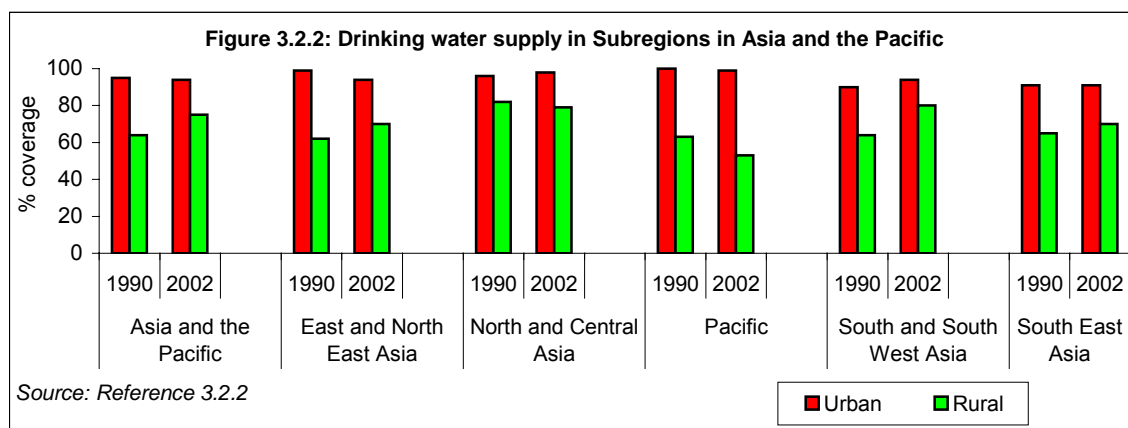 Figure 3.2.2: Drinking water supply in Subregions in Asia and the Pacific
% coverage
100
80
60
40
20
0
1990 2002 1990 2002 1990 2002 1990 2002 1990 2002 1990 2002
Asia and the Pacific
East and North East Asia
North and Central Asia
Pacific
South and South West Asia
South East Asia
Source: Reference 3.2.2
Urban Rural